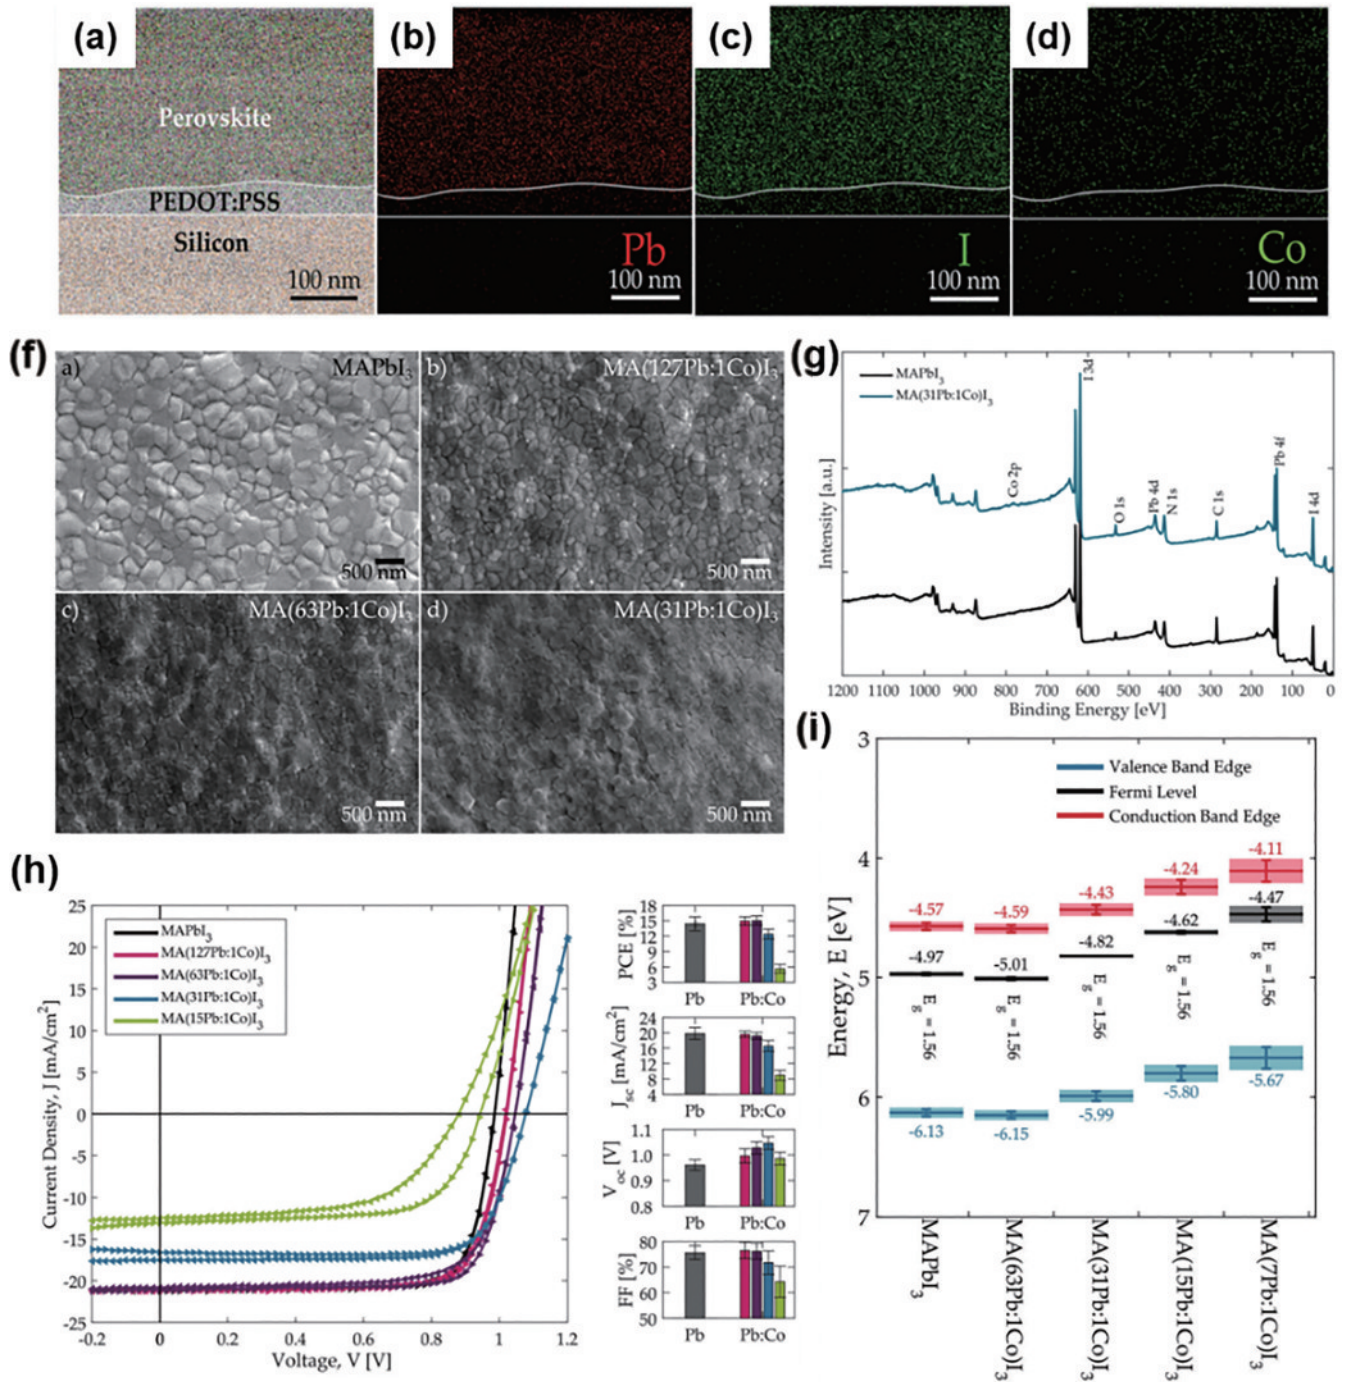 (a)
(b)
(c)
(d)
Perovskite
PEDOT:PSS
Silicon
100 nm
Pb
100 nm
I
100 nm
Co
100 nm
(f)
a)
MAPbI3
500 nm
b)
MA(127Pb:1Co)I3
500 nm
c)
MA(63Pb:1Co)I3
500 nm
d)
MA(31Pb:1Co)I3
500 nm
(g)
MAPbI3
MA(31Pb:1Co)I3
Co 2p
I 3d
O 1s
Pb 4d
N 1s
C 1s
Pb 4f
I 4d
Intensity [a.u.]
1200 1100 1000 900 800 700 600 500 400 300 200 100 0
Binding Energy [eV]
(h)
MAPbI3
MA(127Pb:1Co)I3
MA(63Pb:1Co)I3
MA(31Pb:1Co)I3
MA(15Pb:1Co)I3
Current Density, J [mA/cm2]
25
20
15
10
5
0
-5
-10
-15
-20
-25
-0.2 0 0.2 0.4 0.6 0.8 1 1.2
Voltage, V [V]
PCE [%]
18
15
12
9
6
3
Pb Pb:Co
Jsc [mA/cm2]
24
20
16
12
8
4
Pb Pb:Co
Voc [V]
1.1
1.0
0.9
0.8
Pb Pb:Co
FF [%]
80
70
60
50
Pb Pb:Co
(i)
Valence Band Edge
Fermi Level
Conduction Band Edge
Energy, E [eV]
3
4
5
6
7
-4.57
-4.97
Eg = 1.56
-6.13
-4.59
-5.01
Eg = 1.56
-6.15
-4.43
-4.82
Eg = 1.56
-5.99
-4.24
-4.62
Eg = 1.56
-5.80
-4.11
-4.47
Eg = 1.56
-5.67
MAPbI3
MA(63Pb:1Co)I3
MA(31Pb:1Co)I3
MA(15Pb:1Co)I3
MA(7Pb:1Co)I3